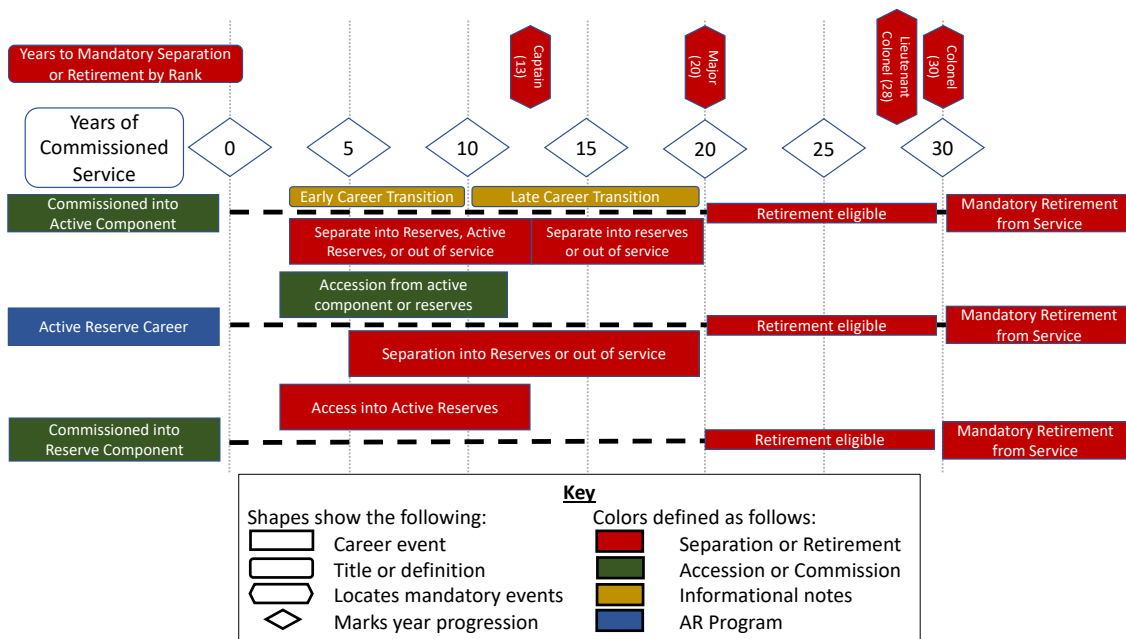 Years to Mandatory Separation
or Retirement by Rank
Captain
(13)
Major
(20)
Lieutenant
Colonel (28)
Colonel
(30)
Years of
Commissioned
Service
0
5
10
15
20
25
30
Early Career Transition
Late Career Transition
Commissioned into
Active Component
Retirement eligible
Mandatory Retirement
from Service
Separate into Reserves, Active
Reserves, or out of service
Separate into reserves
or out of service
Accession from active
component or reserves
Active Reserve Career
Retirement eligible
Mandatory Retirement
from Service
Separation into Reserves or out of service
Access into Active Reserves
Commissioned into
Reserve Component
Retirement eligible
Mandatory Retirement
from Service
Key
Shapes show the following:
Career event
Title or definition
Locates mandatory events
Marks year progression
Colors defined as follows:
Separation or Retirement
Accession or Commission
Informational notes
AR Program